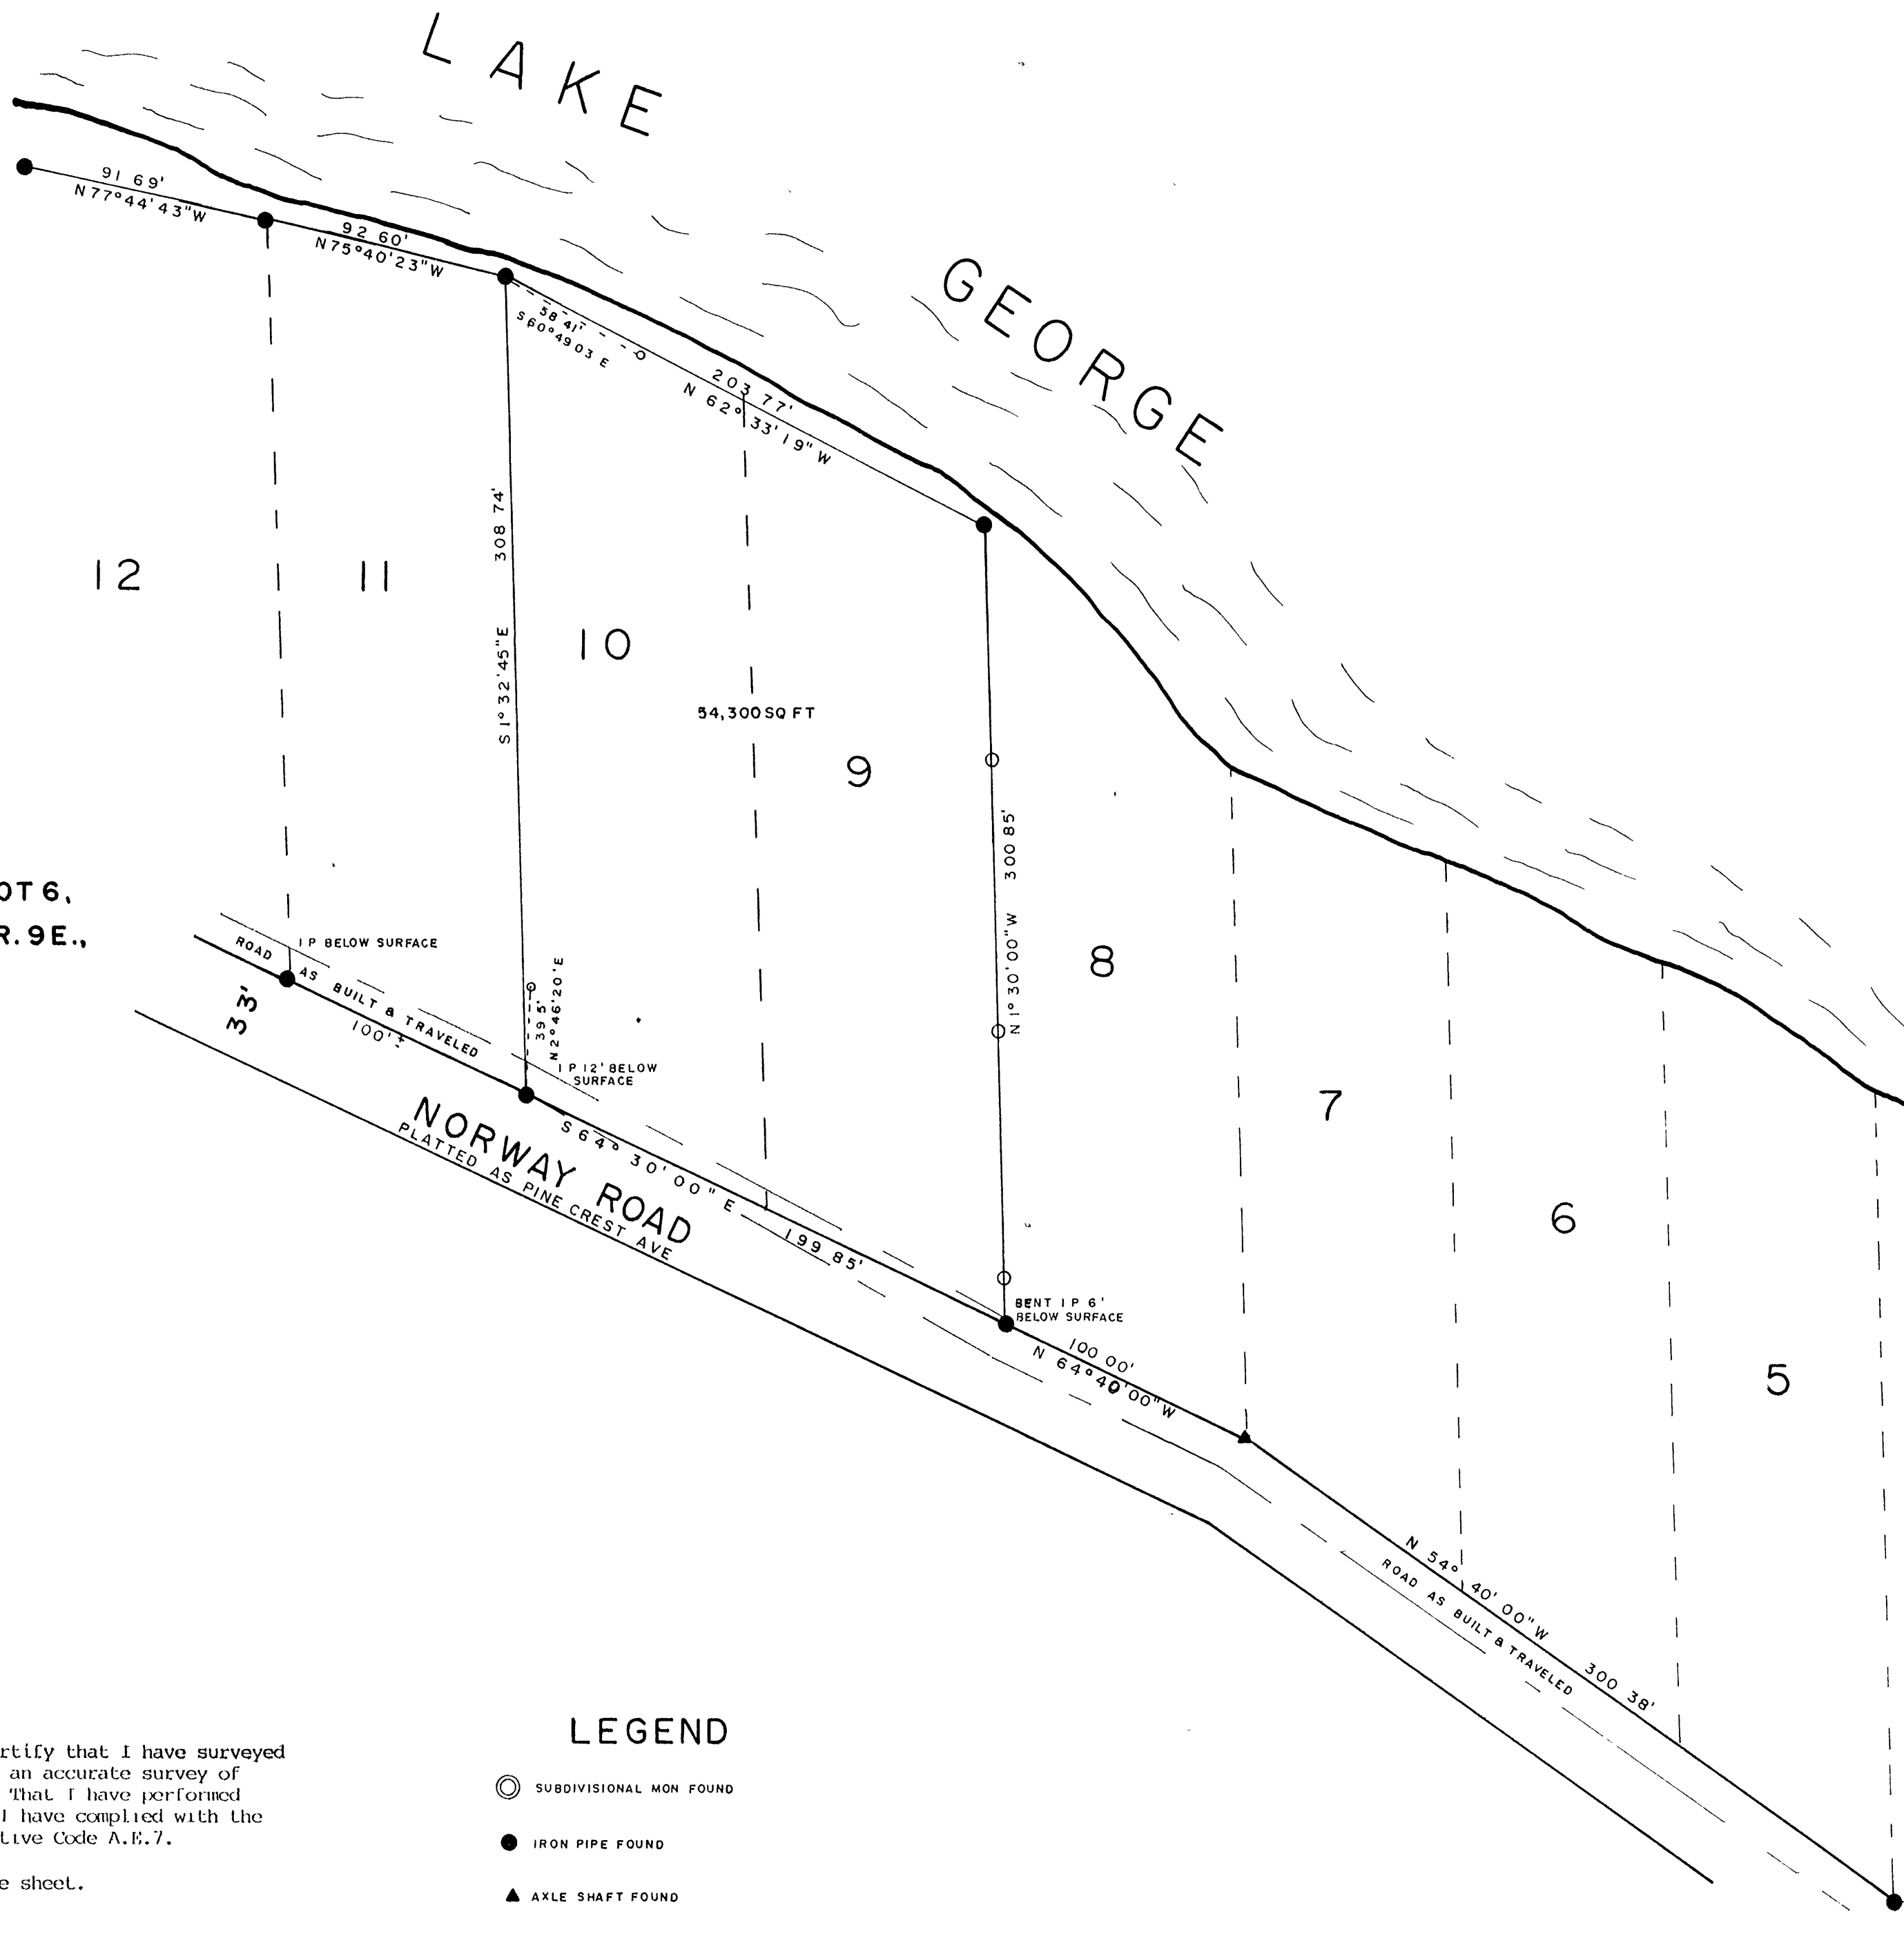 LAKE
GEORGE
91 69'
N77°44'43"W
92 60'
N75°40'23"W
58 41'
S60°4903 E
203 77'
N 62°33'19"W
308 74'
S 1°32'45"E
12
11
10
54,300 SQ FT
9
300 85'
N 1°30'00"W
8
7
6
5
OT 6,
R. 9E.,
I P BELOW SURFACE
ROAD AS BUILT & TRAVELED
33'
100'±
39 5'
N 2°46'20"E
I P 12' BELOW
SURFACE
NORWAY ROAD
PLATTED AS PINE CREST AVE
S 64° 30' 00" E
199 85'
BENT I P 6'
BELOW SURFACE
100 00'
N 64°40'00"W
N 54° 40' 00" W
300 38'
ROAD AS BUILT & TRAVELED
LEGEND
SUBDIVISIONAL MON FOUND
IRON PIPE FOUND
AXLE SHAFT FOUND
rtify that I have surveyed
an accurate survey of
That I have performed
I have complied with the
tive Code A.E.7.
e sheet.